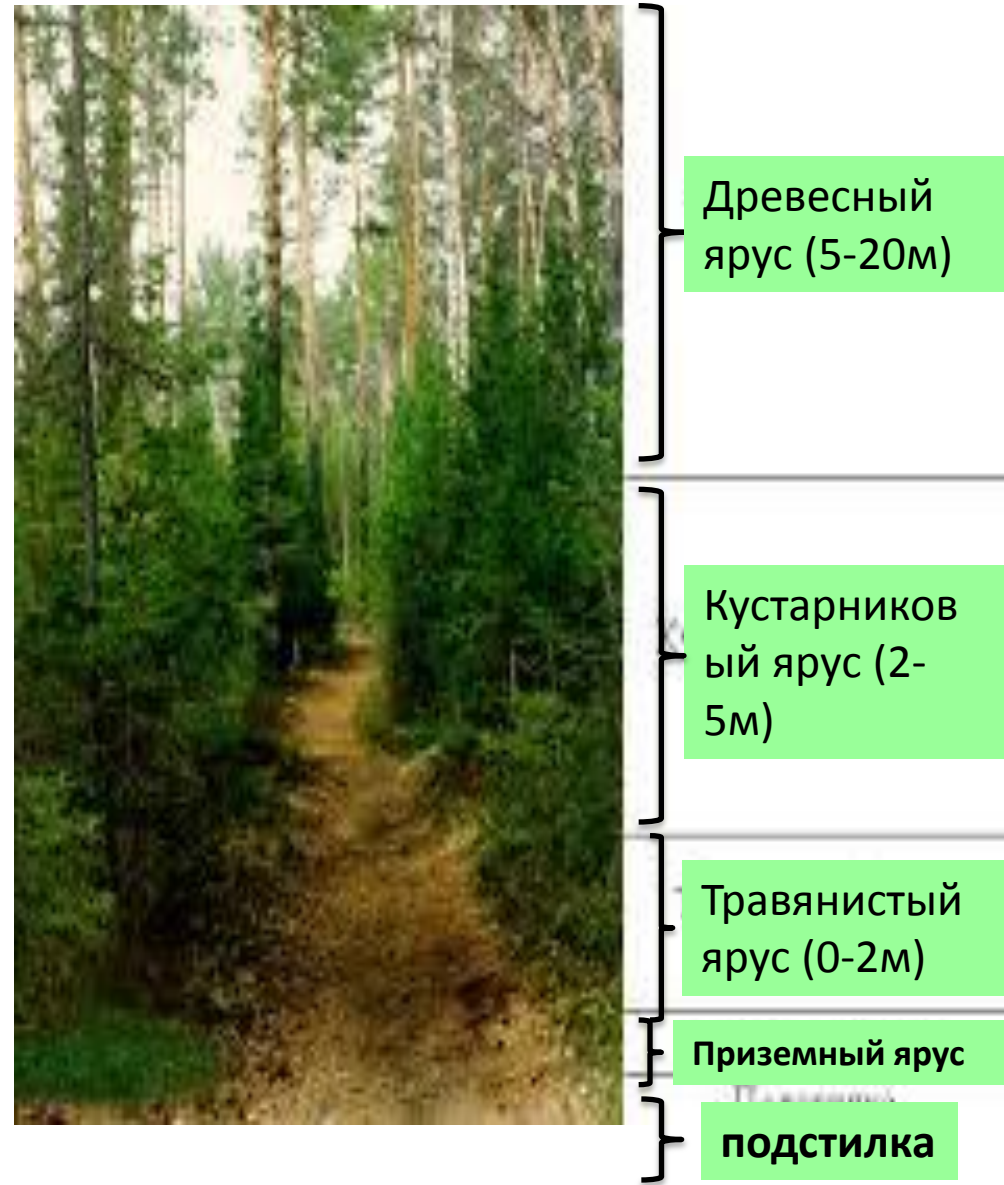 Древесный
ярус (5-20м)
Кустарников
ый ярус (2-
5м)
Травянистый
ярус (0-2м)
Приземный ярус
подстилка